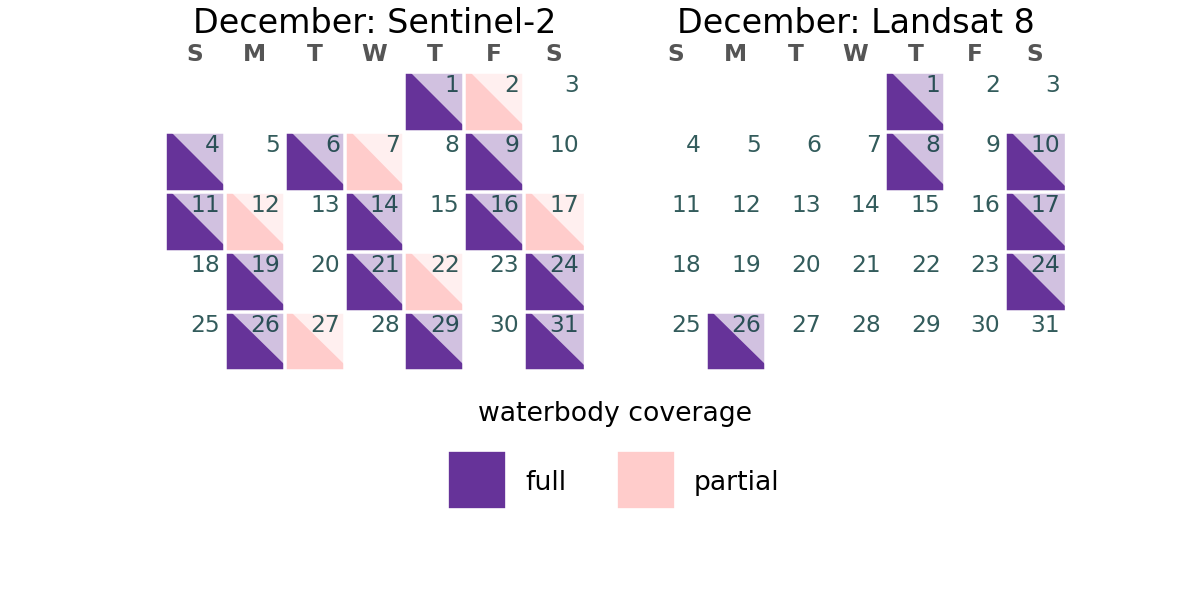 December: Sentinel-2
S M T W T F S
1 2 3
4 5 6 7 8 9 10
11 12 13 14 15 16 17
18 19 20 21 22 23 24
25 26 27 28 29 30 31
December: Landsat 8
S M T W T F S
1 2 3
4 5 6 7 8 9 10
11 12 13 14 15 16 17
18 19 20 21 22 23 24
25 26 27 28 29 30 31
waterbody coverage
full partial